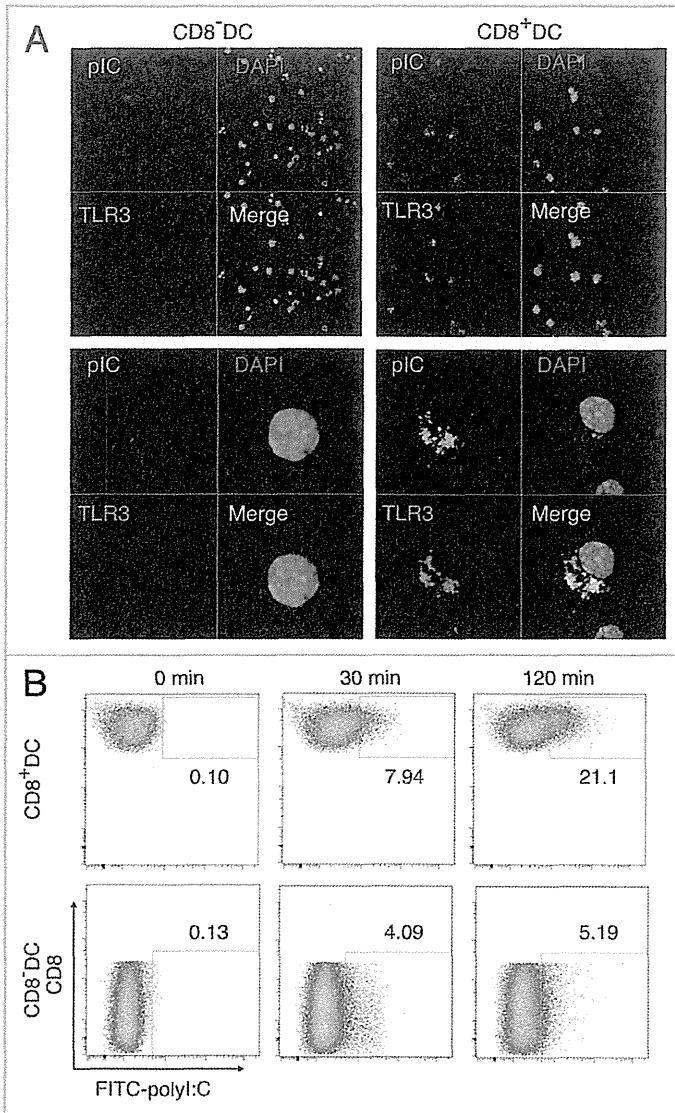 A
CD8⁻DC CD8⁺DC
pIC DAPI pIC DAPI
TLR3 Merge TLR3 Merge
pIC DAPI pIC DAPI
TLR3 Merge TLR3 Merge
B
0 min 30 min 120 min
CD8⁺DC
0.10 7.94 21.1
CD8⁻DC
CD8
0.13 4.09 5.19
FITC-polyI:C